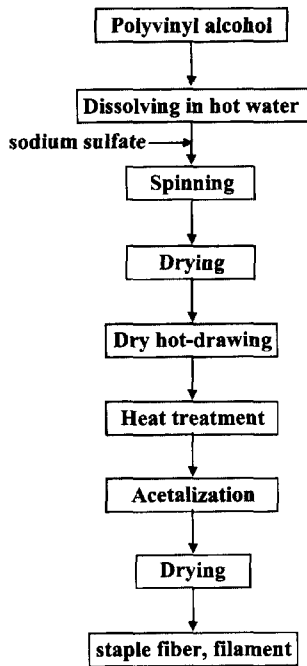 Polyvinyl alcohol
Dissolving in hot water
sodium sulfate
Spinning
Drying
Dry hot-drawing
Heat treatment
Acetalization
Drying
staple fiber, filament